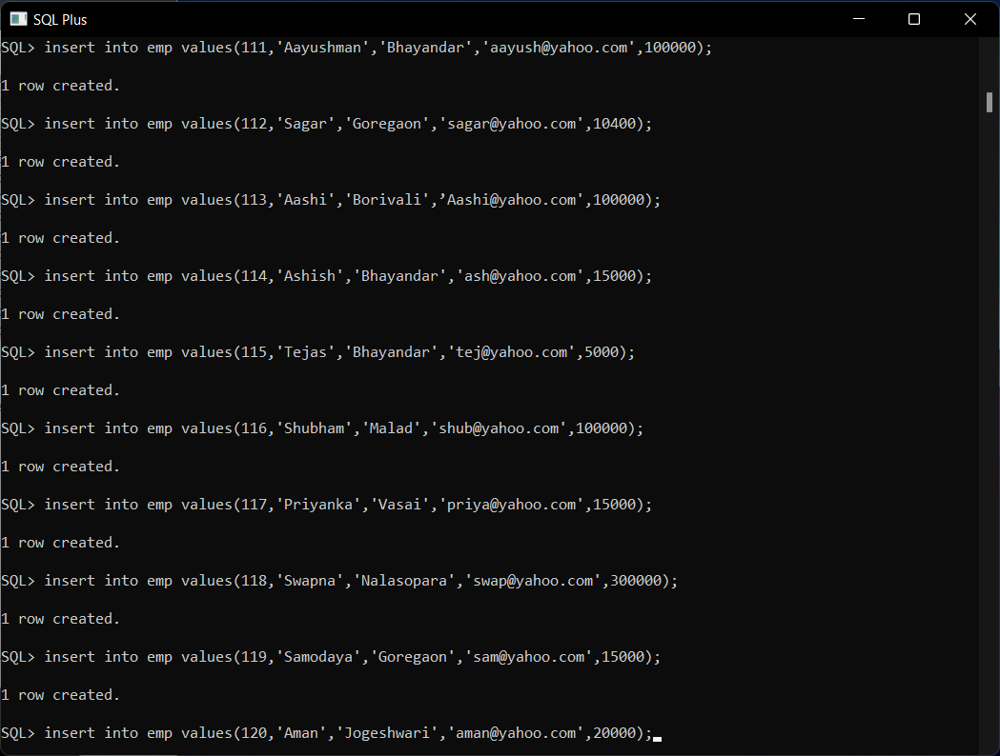 SQL Plus
SQL> insert into emp values(111,'Aayushman','Bhayandar','aayush@yahoo.com',100000);
1 row created.
SQL> insert into emp values(112,'Sagar','Goregaon','sagar@yahoo.com',10400);
1 row created.
SQL> insert into emp values(113,'Aashi','Borivali',’Aashi@yahoo.com',100000);
1 row created.
SQL> insert into emp values(114,'Ashish','Bhayandar','ash@yahoo.com',15000);
1 row created.
SQL> insert into emp values(115,'Tejas','Bhayandar','tej@yahoo.com',5000);
1 row created.
SQL> insert into emp values(116,'Shubham','Malad','shub@yahoo.com',100000);
1 row created.
SQL> insert into emp values(117,'Priyanka','Vasai','priya@yahoo.com',15000);
1 row created.
SQL> insert into emp values(118,'Swapna','Nalasopara','swap@yahoo.com',300000);
1 row created.
SQL> insert into emp values(119,'Samodaya','Goregaon','sam@yahoo.com',15000);
1 row created.
SQL> insert into emp values(120,'Aman','Jogeshwari','aman@yahoo.com',20000);